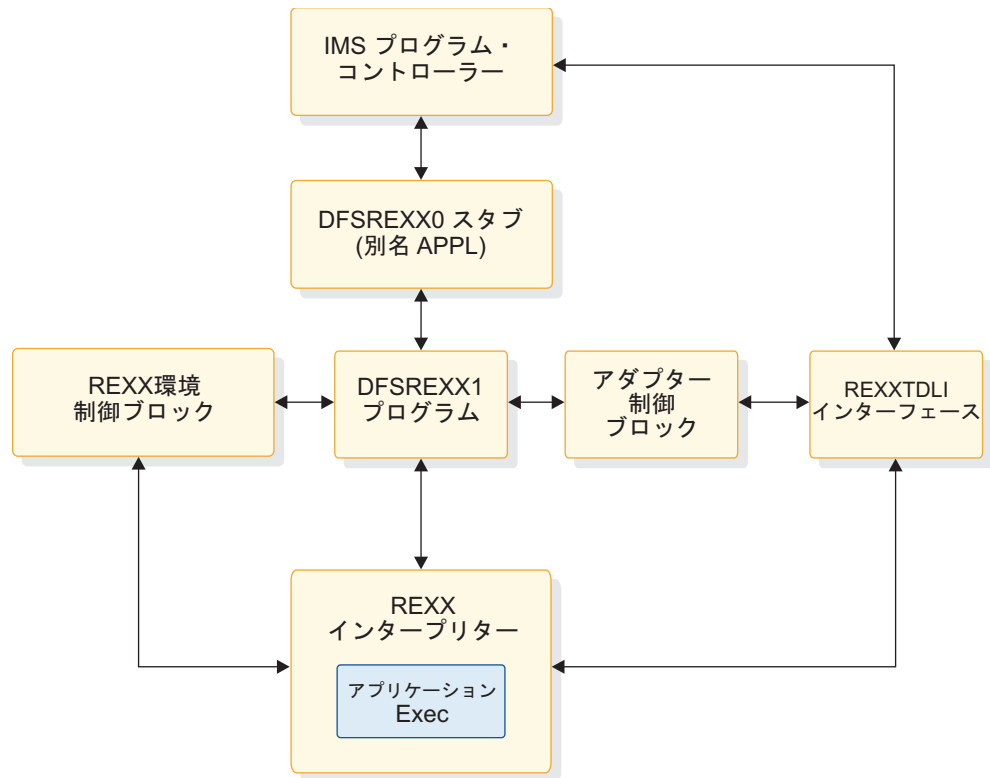 IMS プログラム・
コントローラー
DFSREXX0 スタブ
(別名 APPL)
REXX環境
制御ブロック
DFSREXX1
プログラム
アダプター
制御
ブロック
REXXTDLI
インターフェース
REXX
インタープリター
アプリケーション
Exec